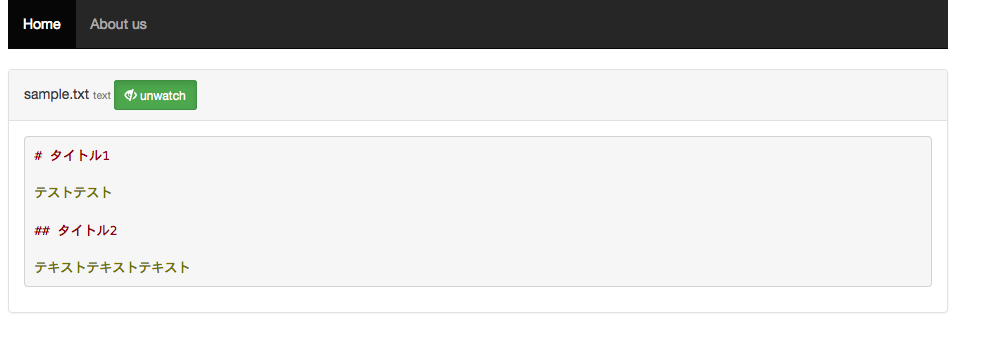 Home About us
sample.txt text unwatch
# タイトル1
テストテスト
## タイトル2
テキストテキストテキスト